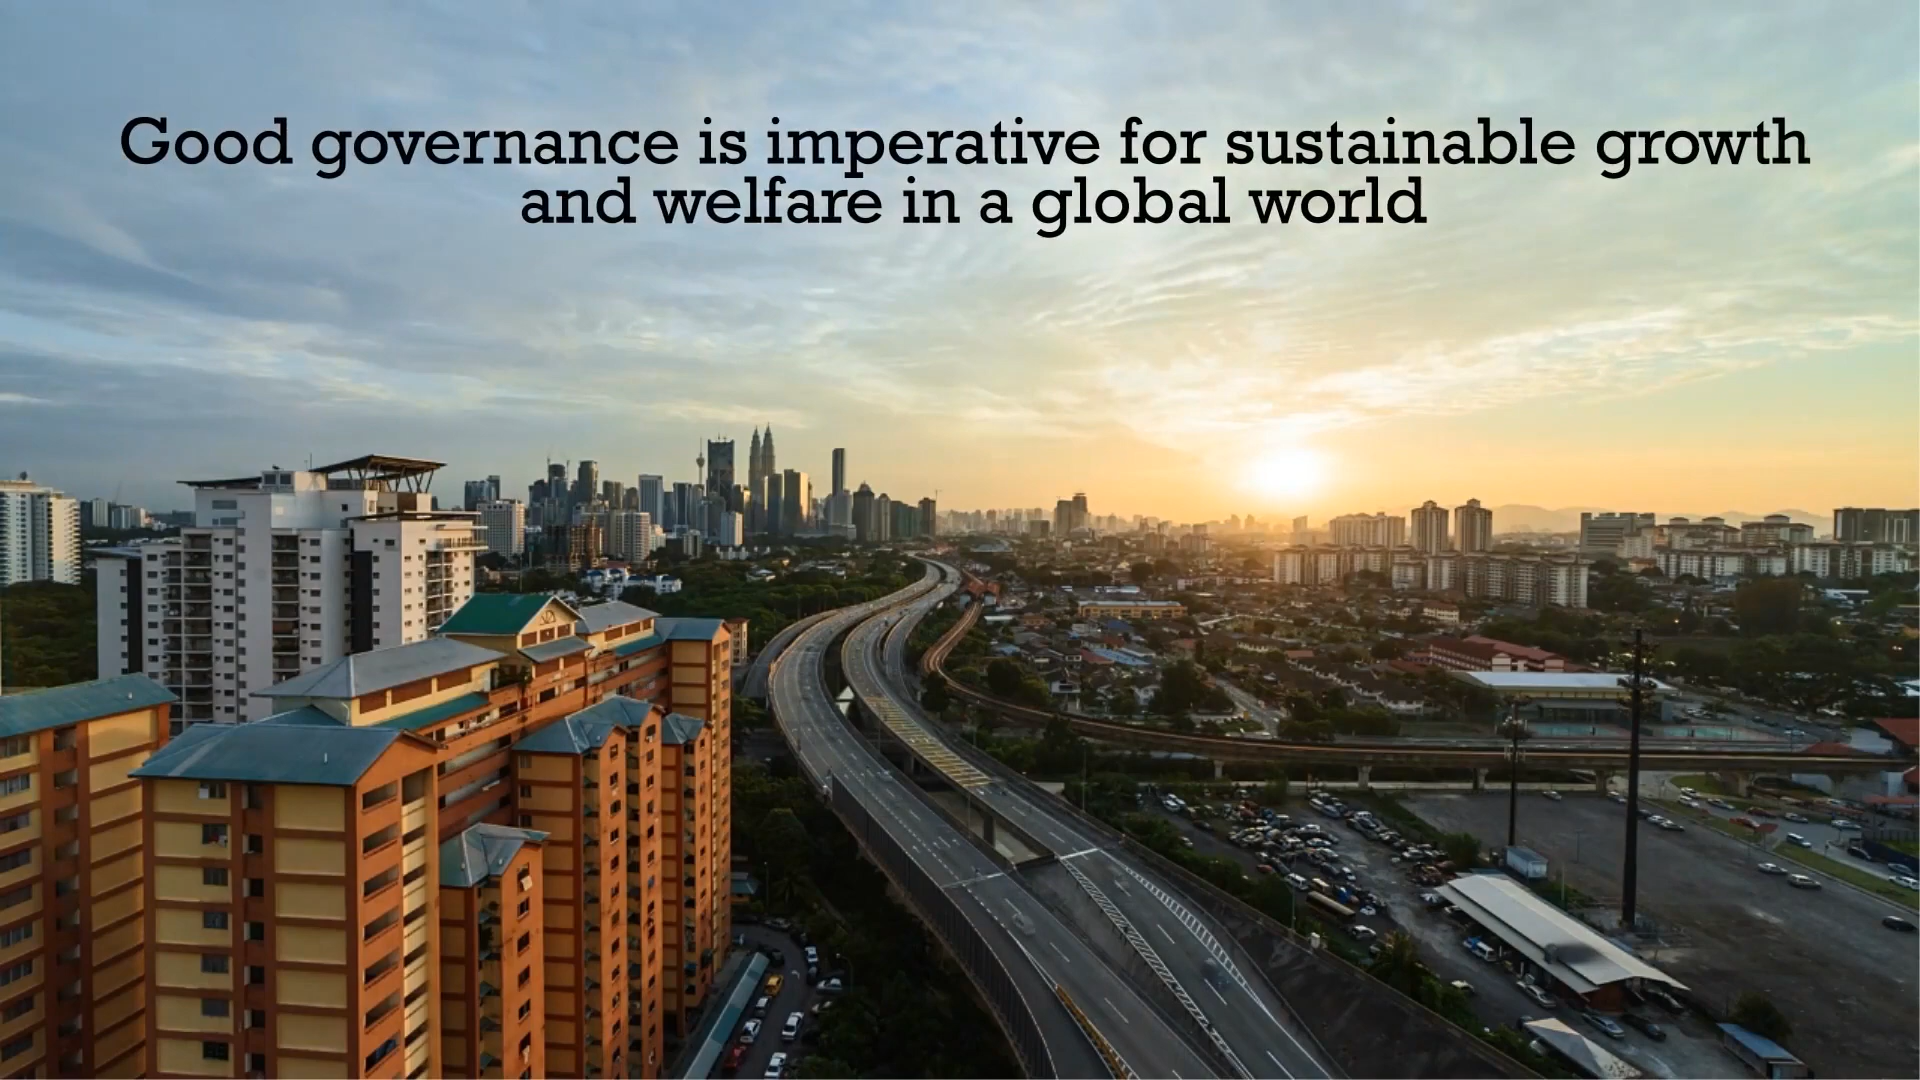 Good governance is imperative for sustainable growth
and welfare in a global world